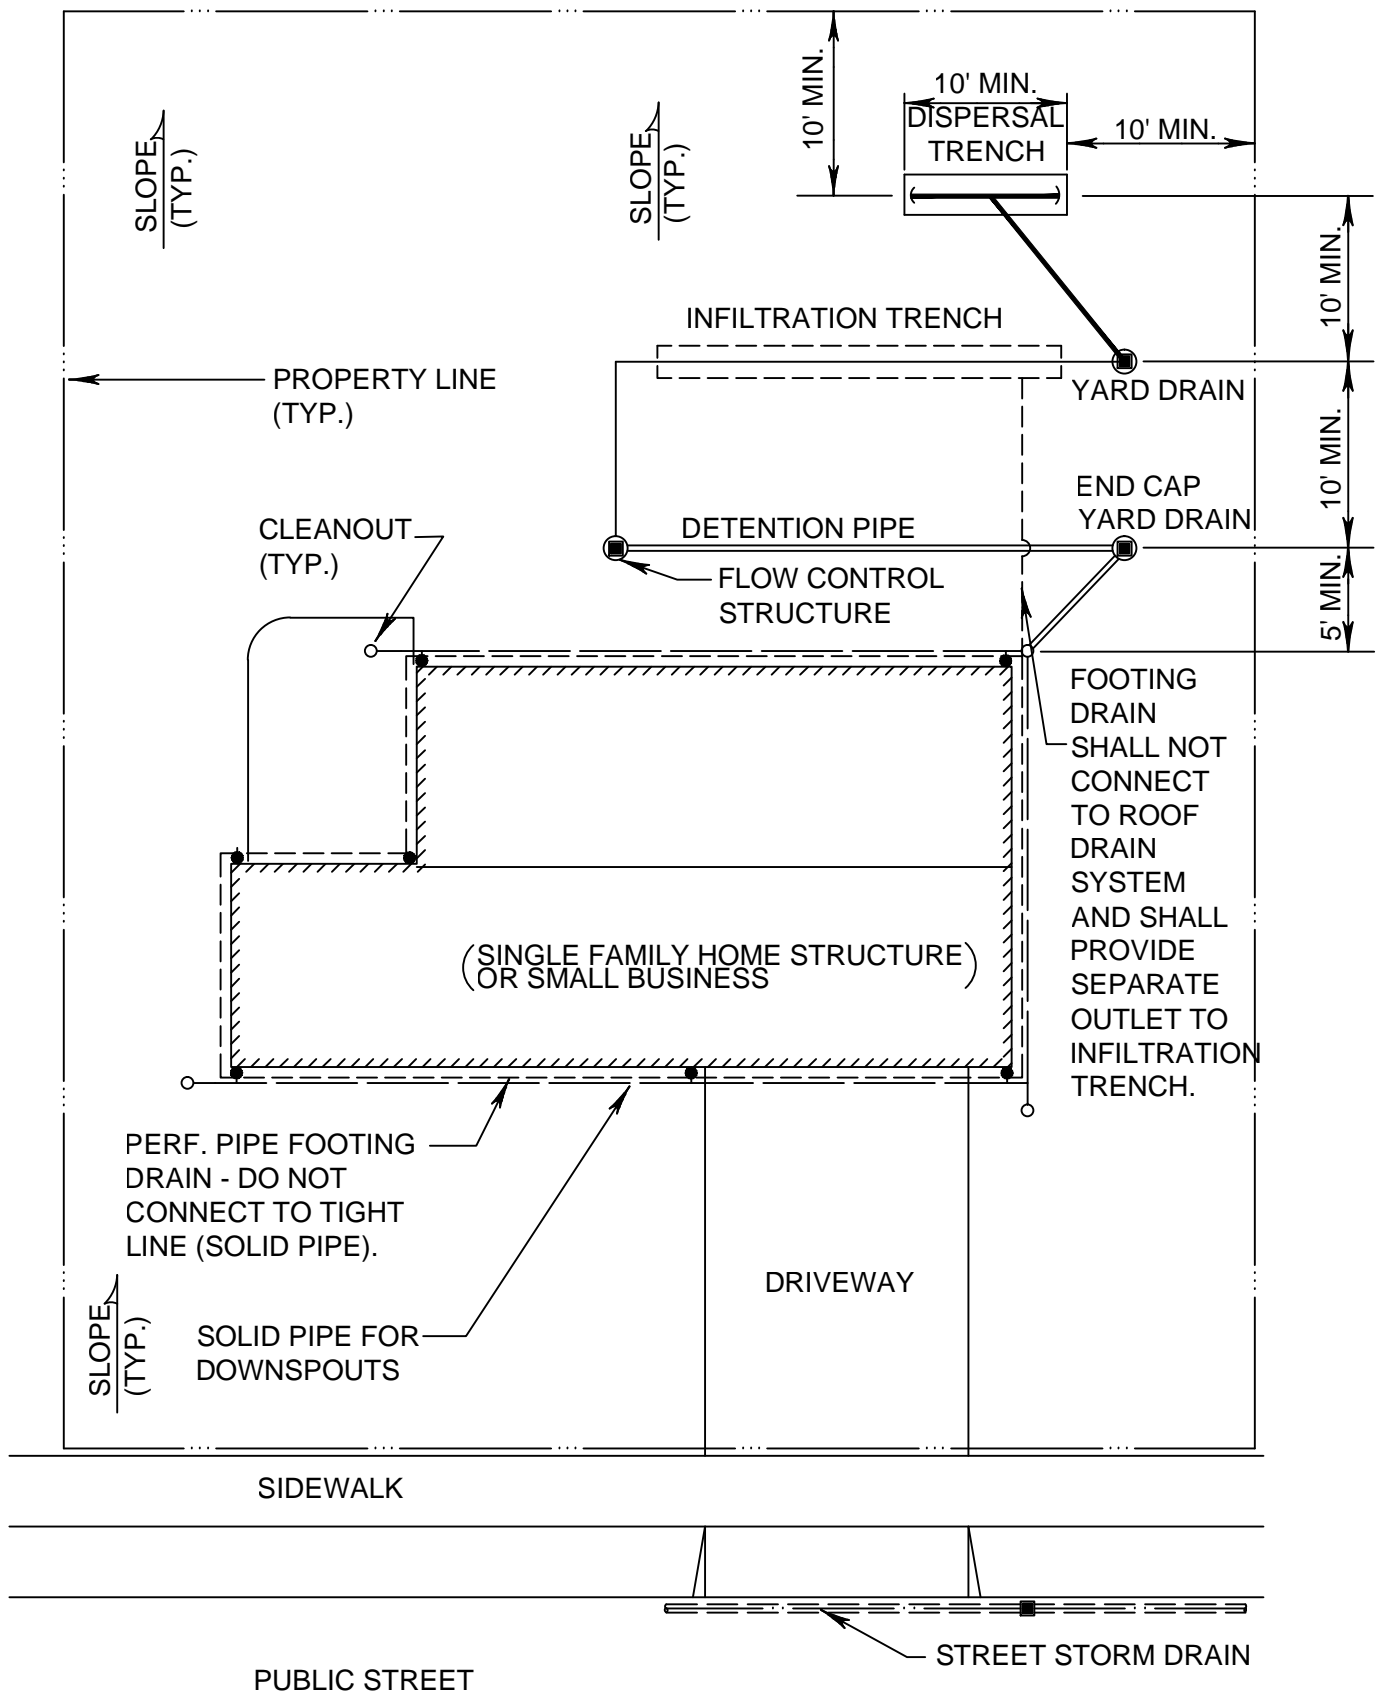 10' MIN.
10' MIN.
DISPERSAL
TRENCH
10' MIN.
SLOPE
(TYP.)
SLOPE
(TYP.)
10' MIN.
INFILTRATION TRENCH
PROPERTY LINE
(TYP.)
YARD DRAIN
10' MIN.
END CAP
YARD DRAIN
CLEANOUT
(TYP.)
DETENTION PIPE
FLOW CONTROL
STRUCTURE
5' MIN.
FOOTING
DRAIN
SHALL NOT
CONNECT
TO ROOF
DRAIN
SYSTEM
AND SHALL
PROVIDE
SEPARATE
OUTLET TO
INFILTRATION
TRENCH.
(SINGLE FAMILY HOME STRUCTURE
OR SMALL BUSINESS)
PERF. PIPE FOOTING
DRAIN - DO NOT
CONNECT TO TIGHT
LINE (SOLID PIPE).
DRIVEWAY
SLOPE
(TYP.)
SOLID PIPE FOR
DOWNSPOUTS
SIDEWALK
STREET STORM DRAIN
PUBLIC STREET